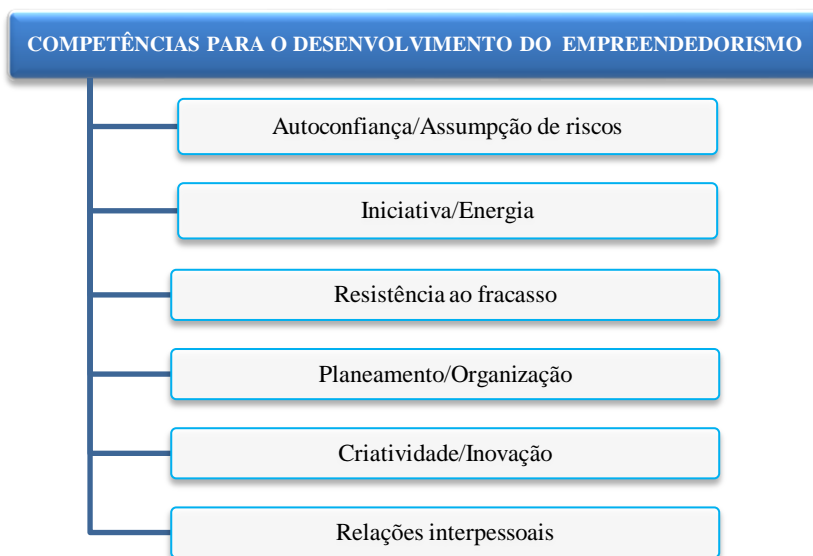 COMPETÊNCIAS PARA O DESENVOLVIMENTO DO EMPREENDEDORISMO
Autoconfiança/Assumpção de riscos
Iniciativa/Energia
Resistência ao fracasso
Planeamento/Organização
Criatividade/Inovação
Relações interpessoais